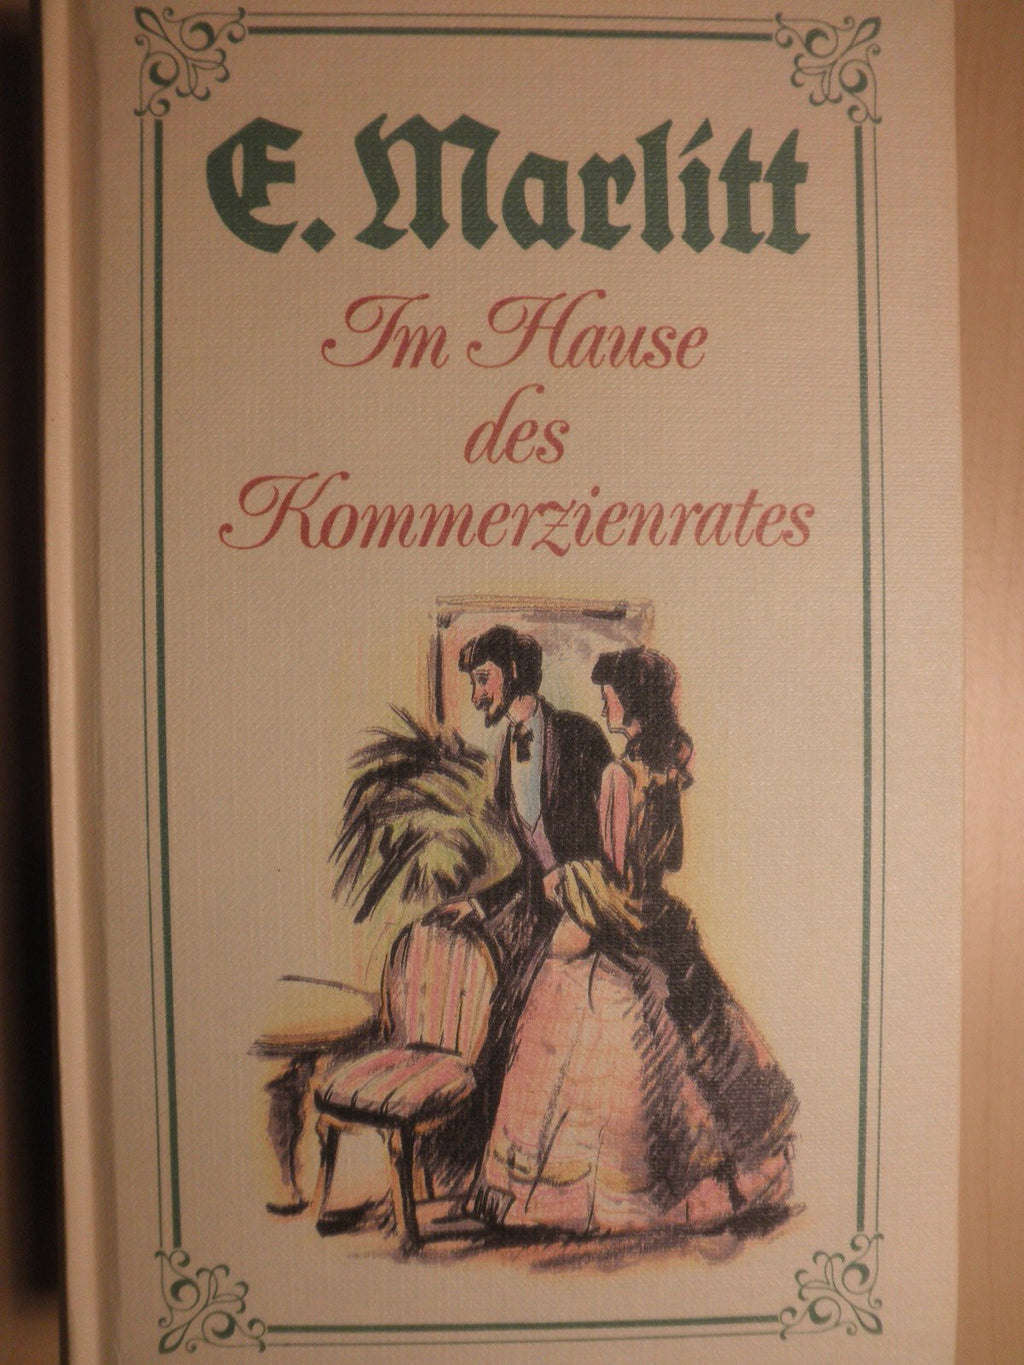 E. Marlitt
Im Hause
des
Kommerzienrates